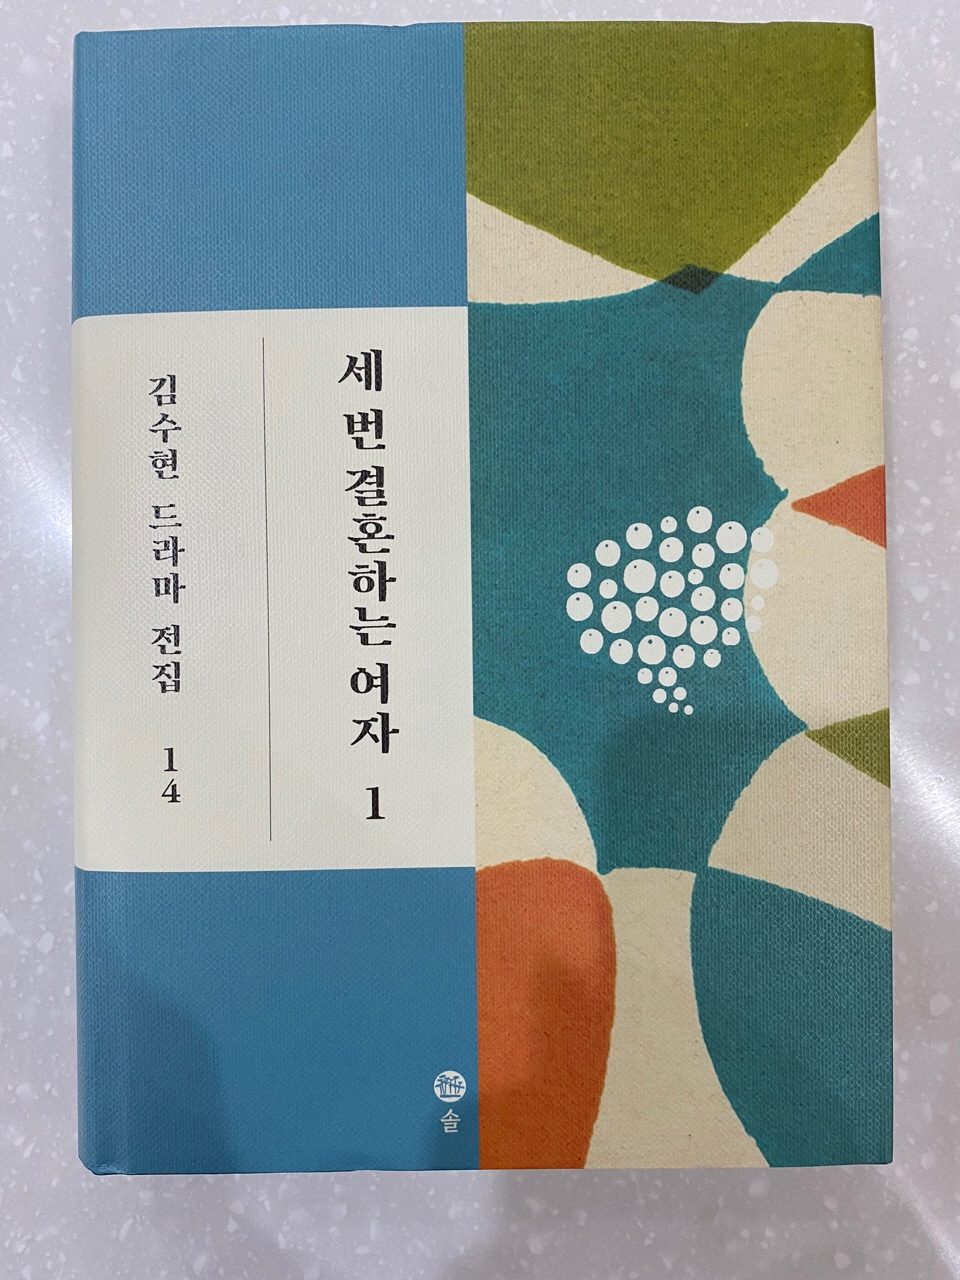 세 번 결혼하는 여자 1
김수현 드라마 전집 14
솔